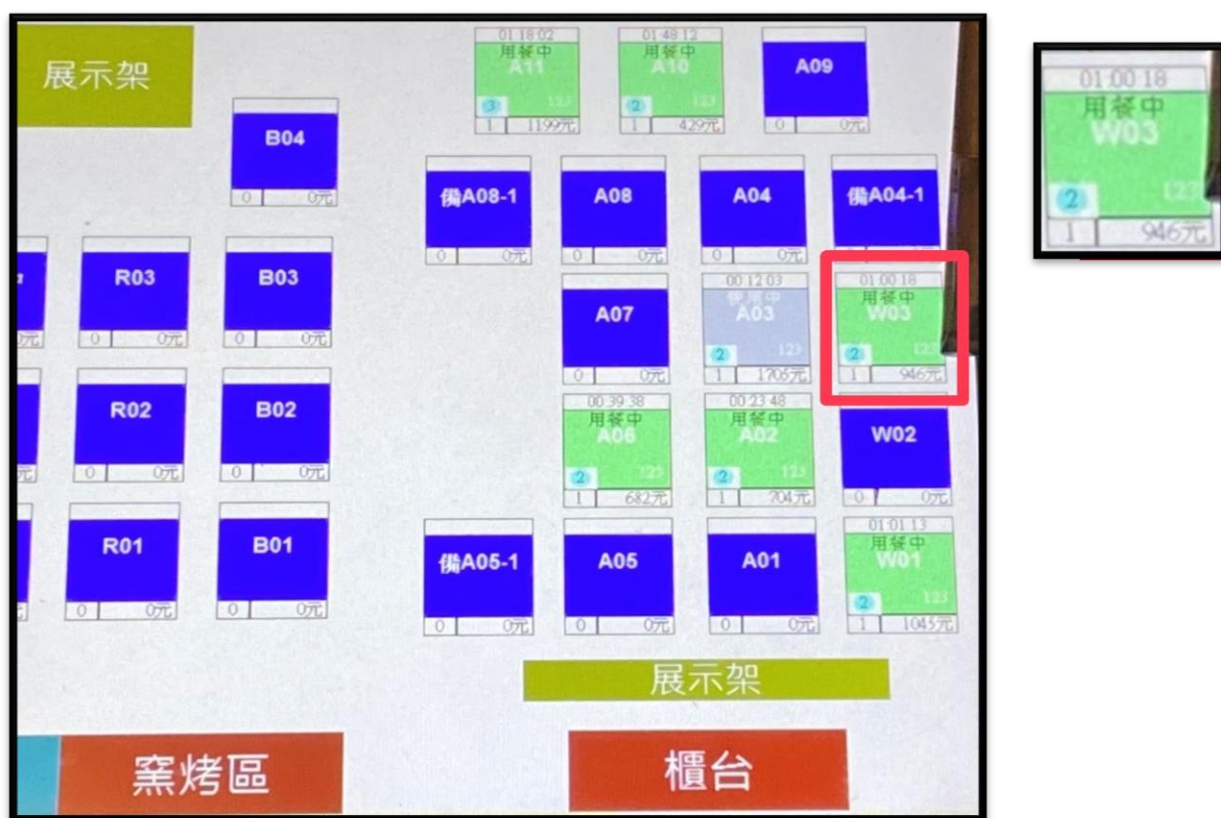 展示架
01 18 02
用餐中
A11
3 123
1 1199元
01 48 12
用餐中
A10
2 123
1 429元
A09
0 0元
B04
0 0元
備A08-1
0 0元
A08
0 0元
A04
0 0元
備A04-1
R03
0 0元
B03
0 0元
A07
0 0元
00 12 03
使用中
A03
2 123
1 1705元
01 00 18
用餐中
W03
2 123
1 946元
R02
0 0元
B02
0 0元
00 39 38
用餐中
A06
2 123
1 682元
00 23 48
用餐中
A02
2 123
1 704元
W02
0 0元
R01
0 0元
B01
0 0元
備A05-1
0 0元
A05
0 0元
A01
0 0元
01 01 13
用餐中
W01
2 123
1 1045元
展示架
窯烤區
櫃台
01 00 18
用餐中
W03
2 123
1 946元